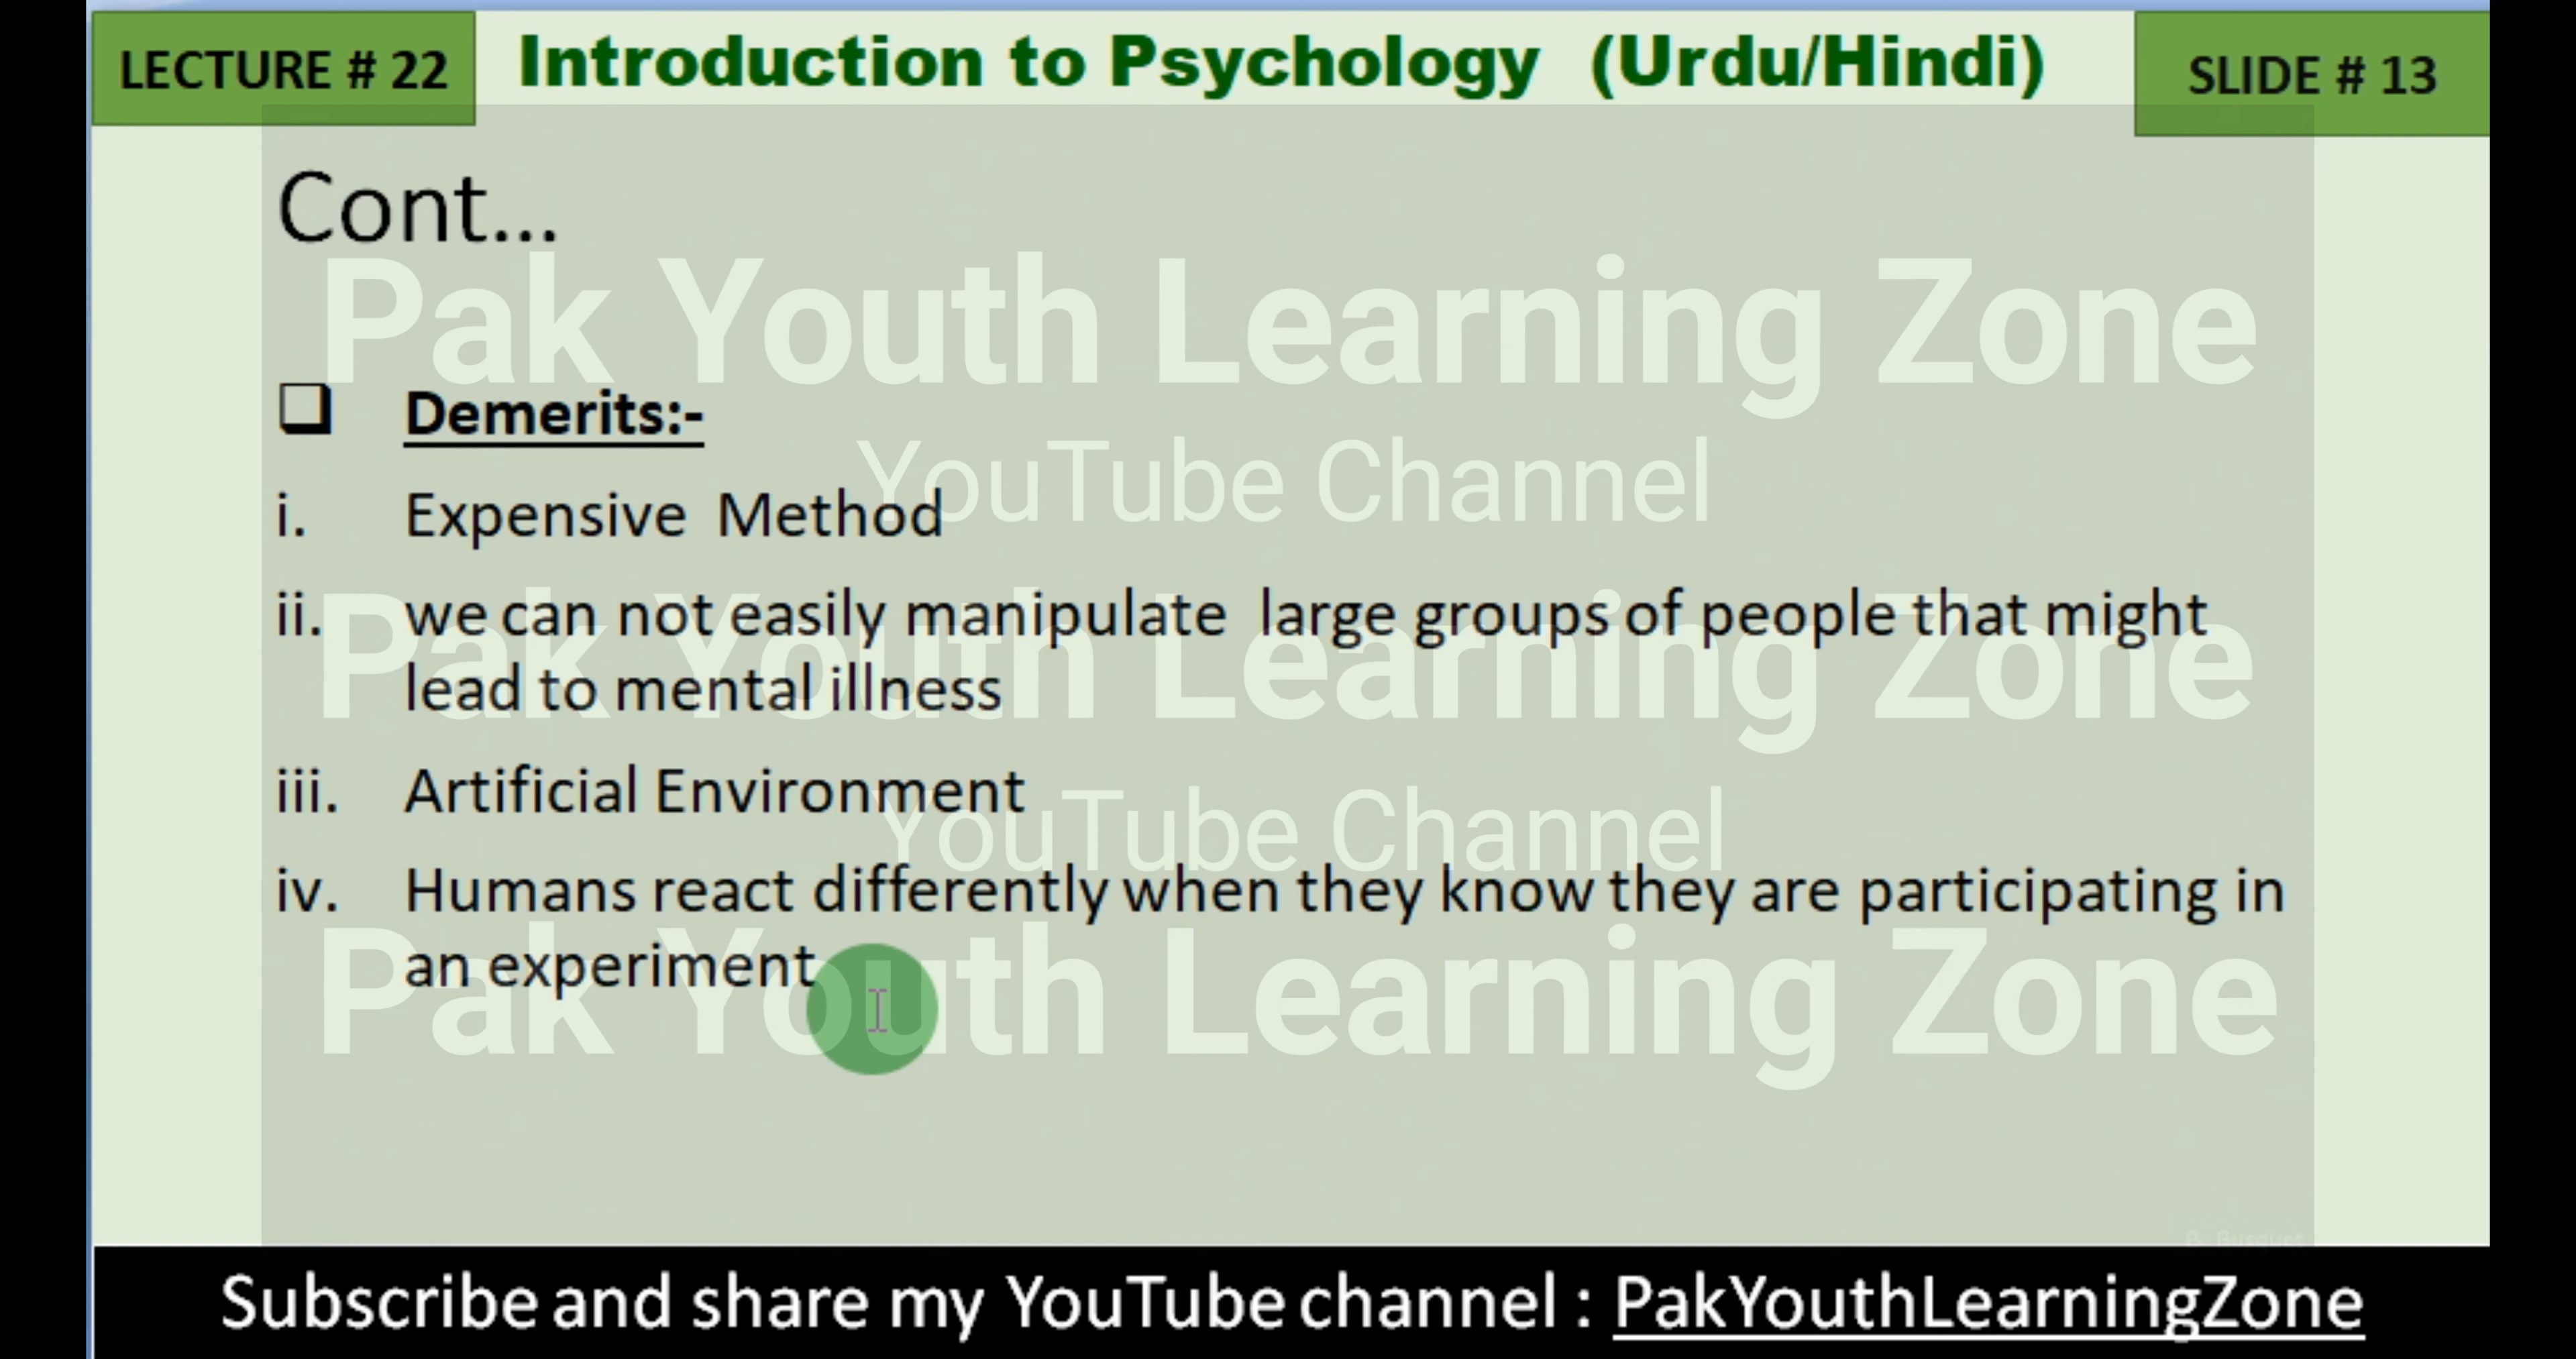 LECTURE # 22
Introduction to Psychology (Urdu/Hindi)
SLIDE # 13
Cont...
Pak Youth Learning Zone
❑ Demerits:-
YouTube Channel
i. Expensive Method
ii. we can not easily manipulate large groups of people that might
Pak Youth Learning Zone
lead to mental illness
iii. Artificial Environment
YouTube Channel
iv. Humans react differently when they know they are participating in
an experiment
Pak Youth Learning Zone
B. Busquet
Subscribe and share my YouTube channel : PakYouthLearningZone